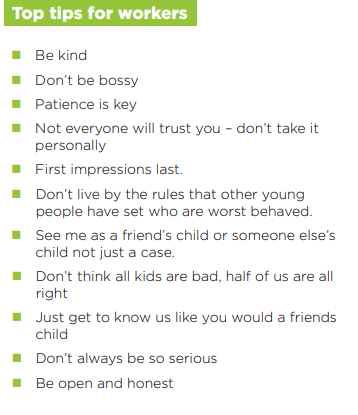 Top tips for workers
Be kind
Don't be bossy
Patience is key
Not everyone will trust you – don't take it
personally
First impressions last.
Don't live by the rules that other young
people have set who are worst behaved.
See me as a friend's child or someone else's
child not just a case.
Don't think all kids are bad, half of us are all
right
Just get to know us like you would a friends
child
Don't always be so serious
Be open and honest